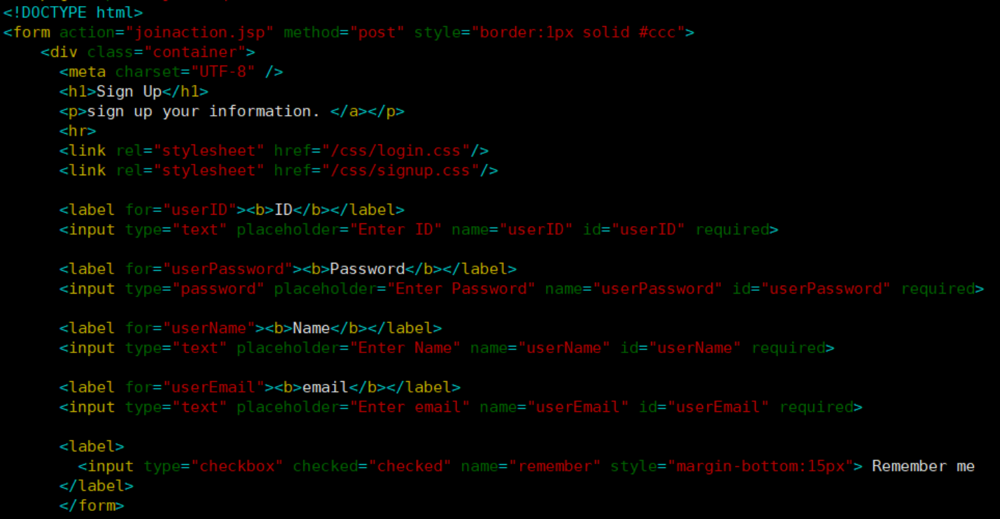 <!DOCTYPE html>
<form action="joinaction.jsp" method="post" style="border:1px solid #ccc">
    <div class="container">
      <meta charset="UTF-8" />
      <h1>Sign Up</h1>
      <p>sign up your information. </a></p>
      <hr>
      <link rel="stylesheet" href="/css/login.css"/>
      <link rel="stylesheet" href="/css/signup.css"/>

      <label for="userID"><b>ID</b></label>
      <input type="text" placeholder="Enter ID" name="userID" id="userID" required>

      <label for="userPassword"><b>Password</b></label>
      <input type="password" placeholder="Enter Password" name="userPassword" id="userPassword" required>

      <label for="userName"><b>Name</b></label>
      <input type="text" placeholder="Enter Name" name="userName" id="userName" required>

      <label for="userEmail"><b>email</b></label>
      <input type="text" placeholder="Enter email" name="userEmail" id="userEmail" required>

      <label>
        <input type="checkbox" checked="checked" name="remember" style="margin-bottom:15px"> Remember me
      </label>
      </form>